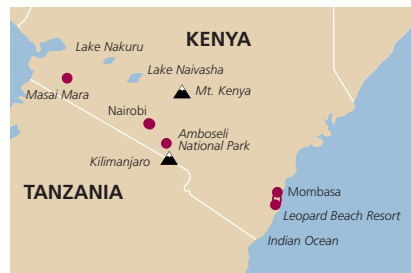 KENYA
Lake Nakuru
Lake Naivasha
Masai Mara
Mt. Kenya
Nairobi
Amboseli
National Park
Kilimanjaro
TANZANIA
Mombasa
Leopard Beach Resort
Indian Ocean